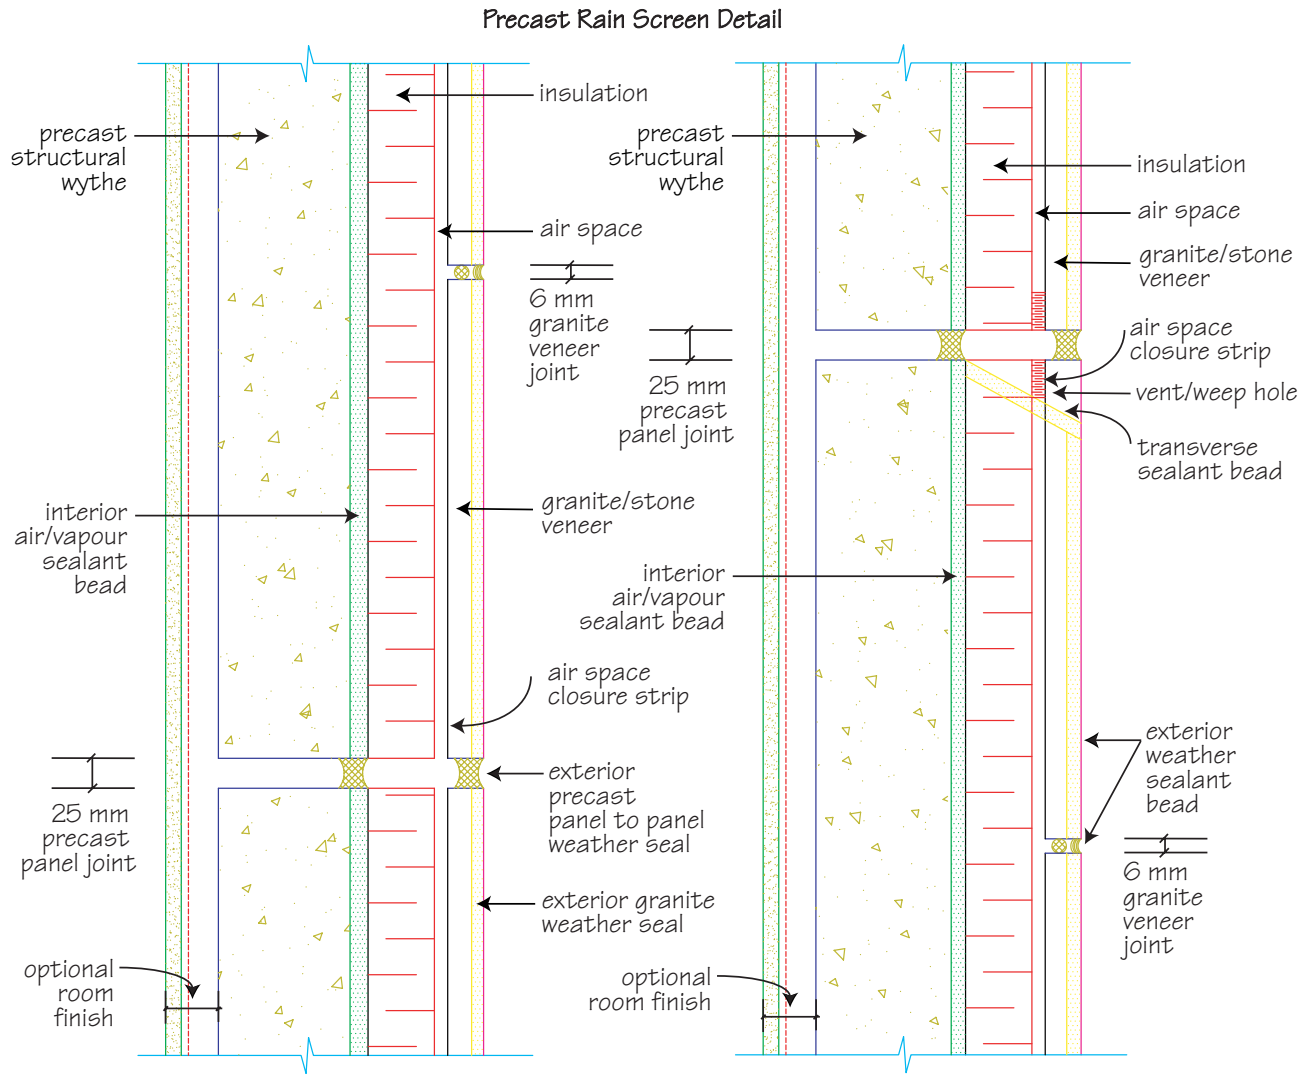 Precast Rain Screen Detail
insulation
precast
structural
wythe
air space
6 mm
granite
veneer
joint
granite/stone
veneer
interior
air/vapour
sealant
bead
air space
closure strip
25 mm
precast
panel joint
exterior
precast
panel to panel
weather seal
exterior granite
weather seal
optional
room
finish
precast
structural
wythe
insulation
air space
granite/stone
veneer
air space
closure strip
25 mm
precast
panel joint
vent/weep hole
transverse
sealant bead
interior
air/vapour
sealant bead
exterior
weather
sealant
bead
6 mm
granite
veneer
joint
optional
room finish